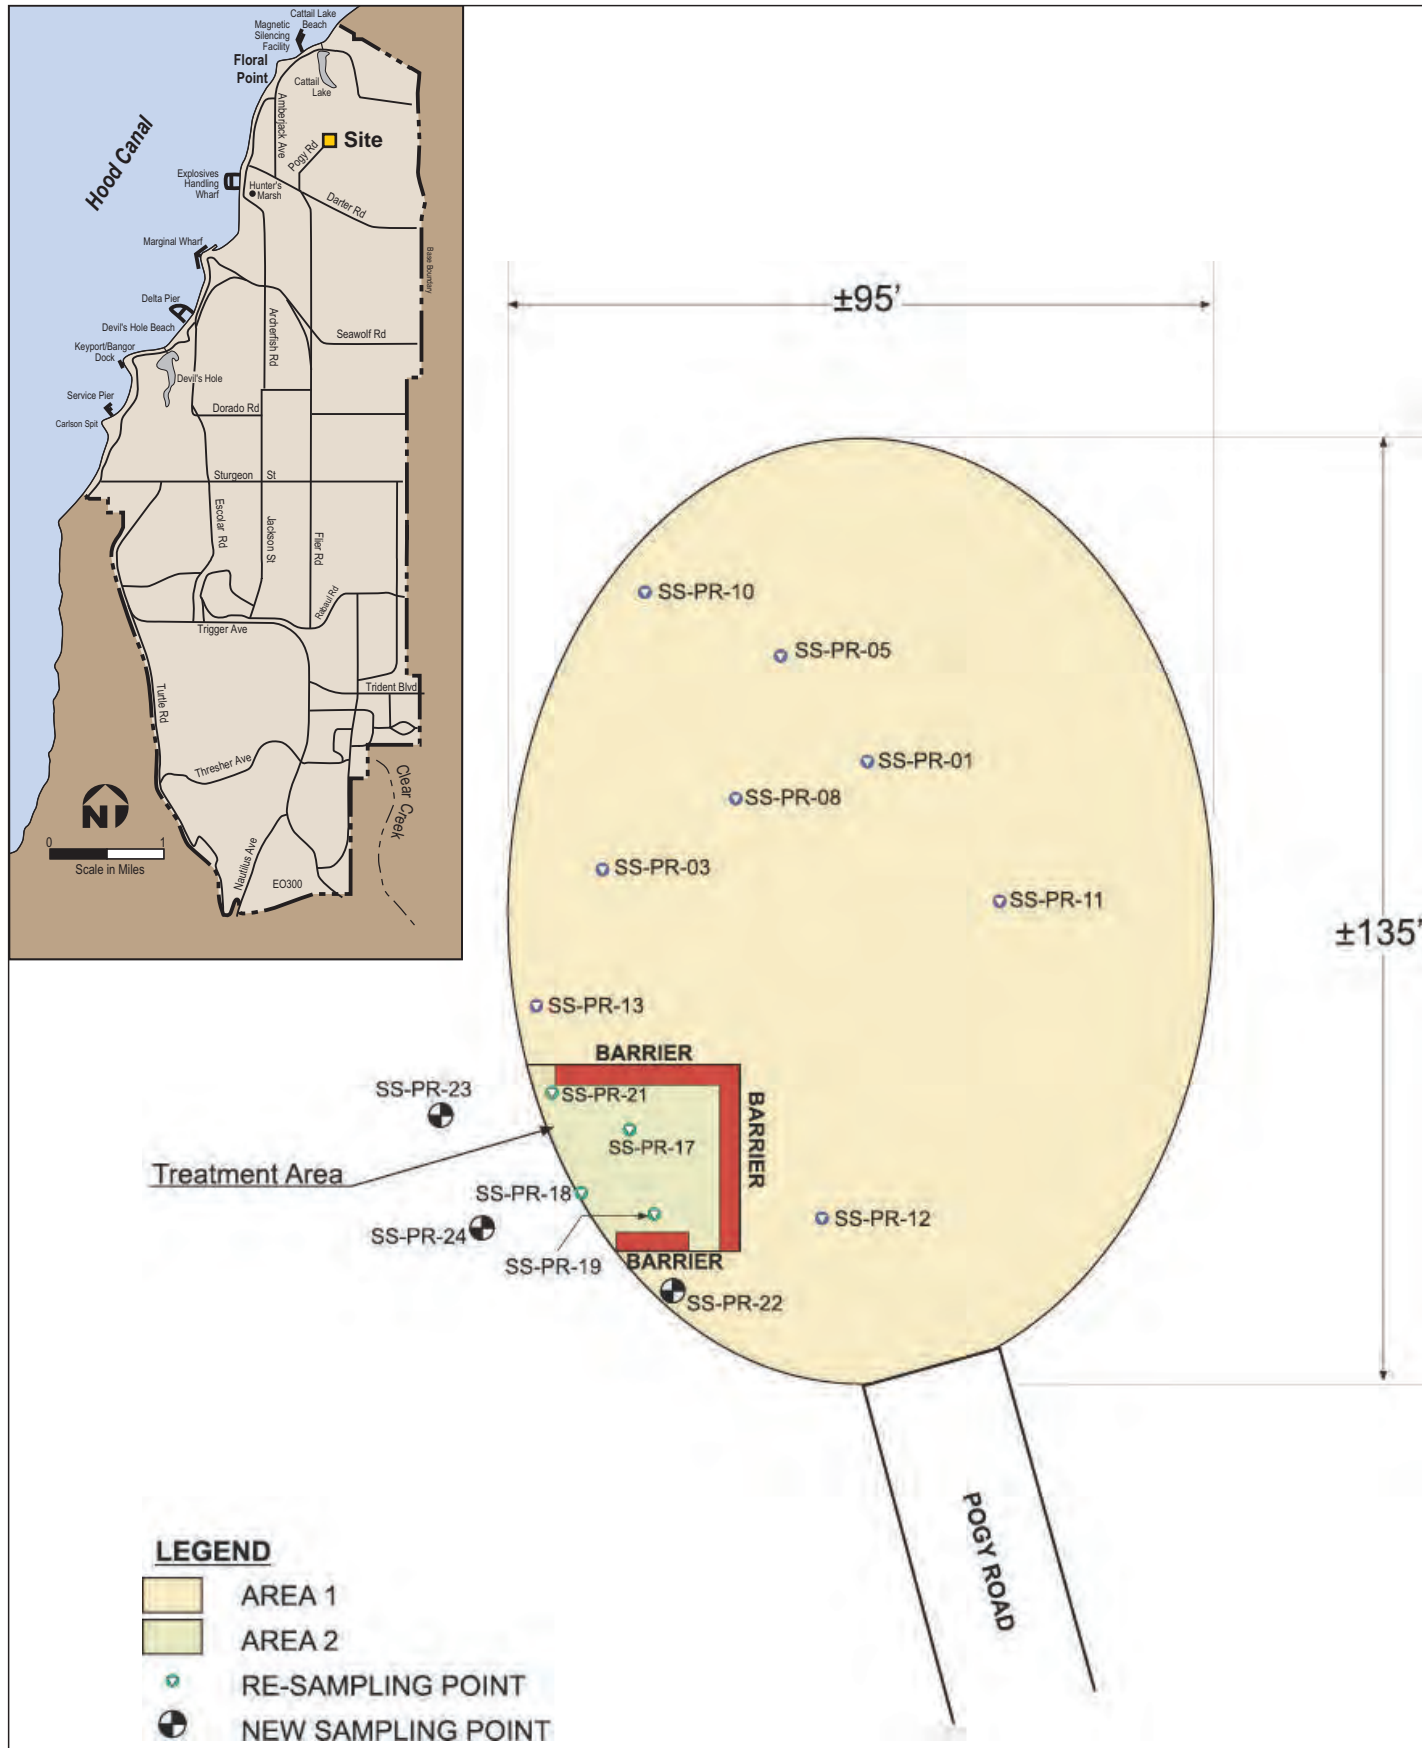 Cattail Lake
Beach
Magnetic
Silencing
Facility
Floral
Point
Cattail
Lake
Hood Canal
Amberjack Ave
Pogy Rd
Site
Explosives
Handling
Wharf
Hunter's
Marsh
Darter Rd
Base Boundary
Marginal Wharf
Delta Pier
Devil's Hole Beach
Keyport/Bangor
Dock
Devil's Hole
Archerfish Rd
Seawolf Rd
Service Pier
Carlson Spit
Dorado Rd
Sturgeon St
Escolar Rd
Jackson St
Flier Rd
Rabaul Rd
Trigger Ave
Turtle Rd
Trident Blvd
Thresher Ave
Clear Creek
N
0 1
Scale in Miles
Nautilus Ave
EO300
±95'
±135'
SS-PR-10
SS-PR-05
SS-PR-01
SS-PR-08
SS-PR-03
SS-PR-11
SS-PR-13
BARRIER
SS-PR-23
SS-PR-21
BARRIER
SS-PR-17
Treatment Area
SS-PR-18
SS-PR-24
SS-PR-12
SS-PR-19
BARRIER
SS-PR-22
POGY ROAD
LEGEND
AREA 1
AREA 2
RE-SAMPLING POINT
NEW SAMPLING POINT